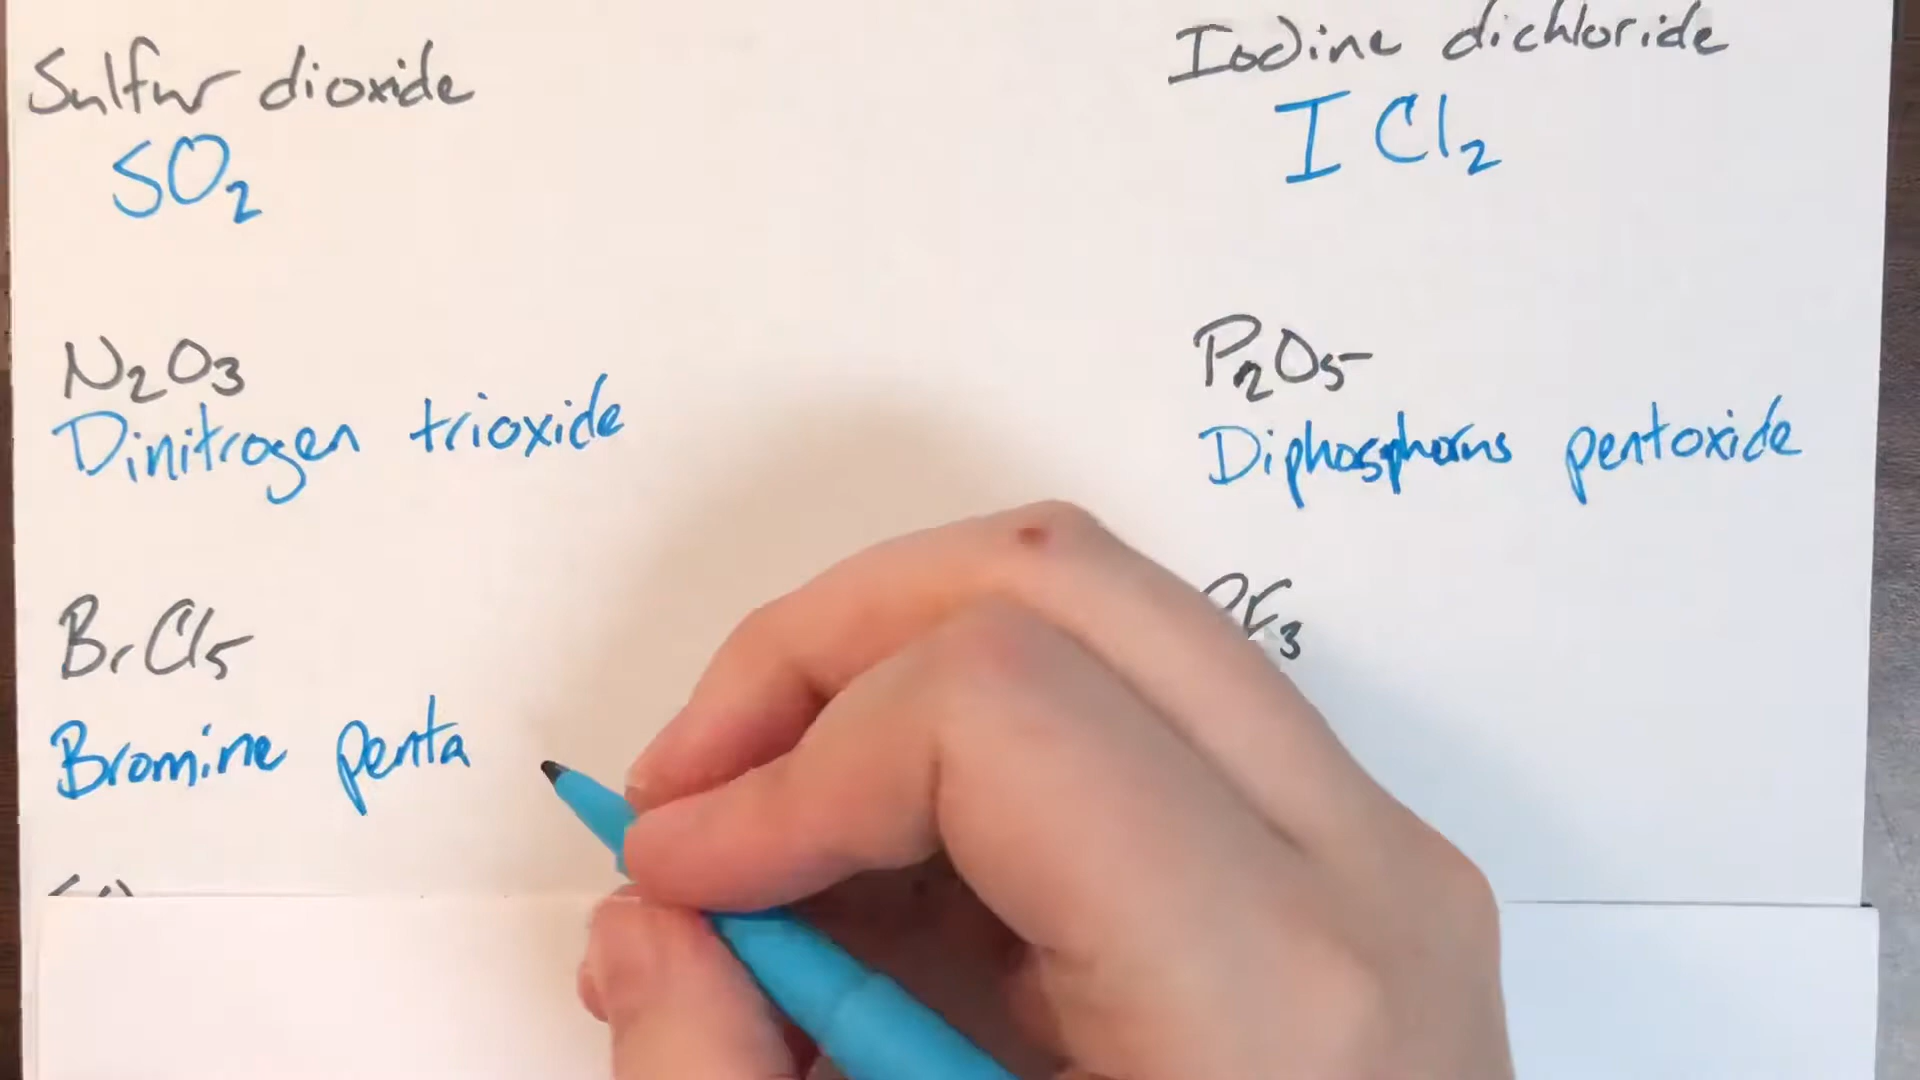 Sulfur dioxide
SO₂
Iodine dichloride
ICl₂
N₂O₃
Dinitrogen trioxide
P₂O₅
Diphosphorus pentoxide
BrCl₅
Bromine penta